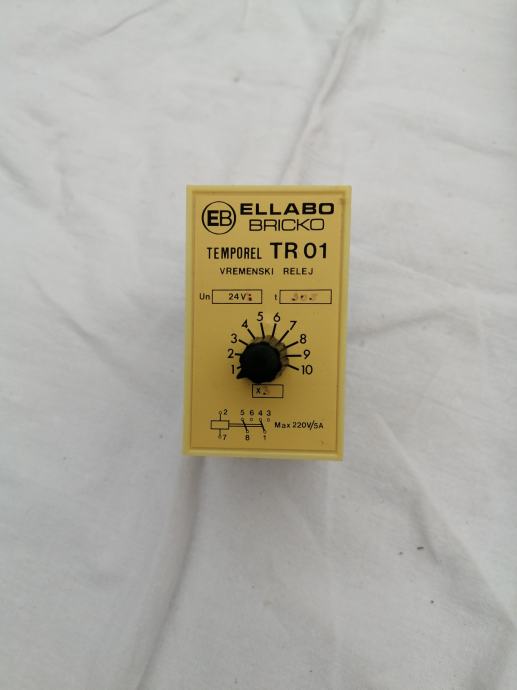 EB ELLABO
BRICKO
TEMPOREL TR 01
VREMENSKI RELEJ
Un 24V t
1 2 3 4 5 6 7 8 9 10
X
2 5 6 4 3
Max 220V/5A
7 8 1